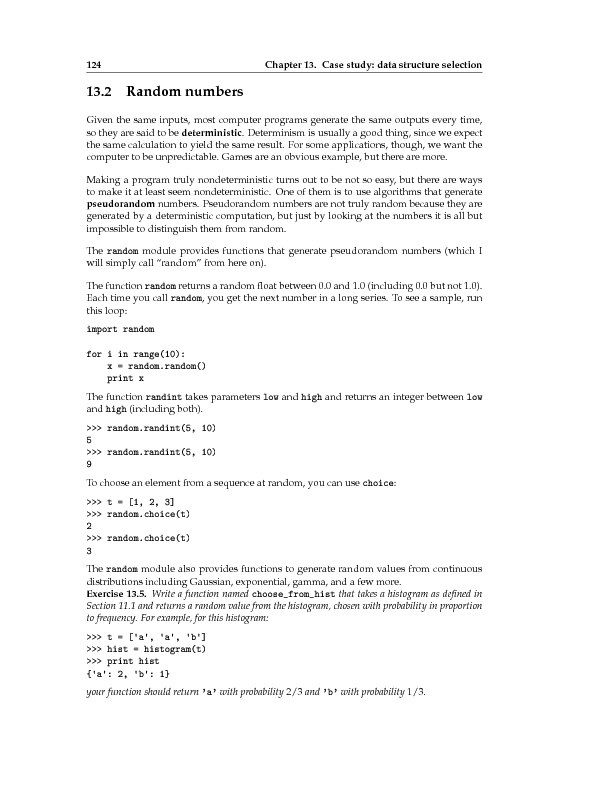 124 Chapter 13. Case study: data structure selection
13.2 Random numbers
Given the same inputs, most computer programs generate the same outputs every time,
so they are said to be deterministic. Determinism is usually a good thing, since we expect
the same calculation to yield the same result. For some applications, though, we want the
computer to be unpredictable. Games are an obvious example, but there are more.
Making a program truly nondeterministic turns out to be not so easy, but there are ways
to make it at least seem nondeterministic. One of them is to use algorithms that generate
pseudorandom numbers. Pseudorandom numbers are not truly random because they are
generated by a deterministic computation, but just by looking at the numbers it is all but
impossible to distinguish them from random.
The random module provides functions that generate pseudorandom numbers (which I
will simply call “random” from here on).
The function random returns a random float between 0.0 and 1.0 (including 0.0 but not 1.0).
Each time you call random, you get the next number in a long series. To see a sample, run
this loop:
import random
for i in range(10):
    x = random.random()
    print x
The function randint takes parameters low and high and returns an integer between low
and high (including both).
>>> random.randint(5, 10)
5
>>> random.randint(5, 10)
9
To choose an element from a sequence at random, you can use choice:
>>> t = [1, 2, 3]
>>> random.choice(t)
2
>>> random.choice(t)
3
The random module also provides functions to generate random values from continuous
distributions including Gaussian, exponential, gamma, and a few more.
Exercise 13.5. Write a function named choose_from_hist that takes a histogram as defined in
Section 11.1 and returns a random value from the histogram, chosen with probability in proportion
to frequency. For example, for this histogram:
>>> t = ['a', 'a', 'b']
>>> hist = histogram(t)
>>> print hist
{'a': 2, 'b': 1}
your function should return ’a’ with probability 2/3 and ’b’ with probability 1/3.